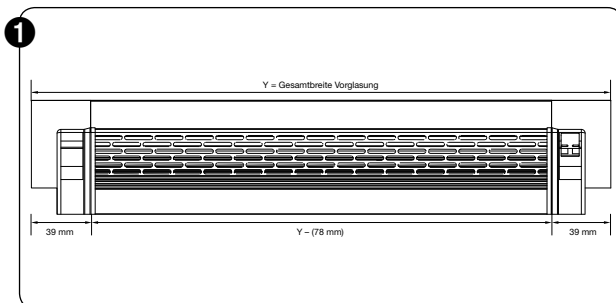 1
Y = Gesamtbreite Vorglasung
39 mm
Y – (78 mm)
39 mm